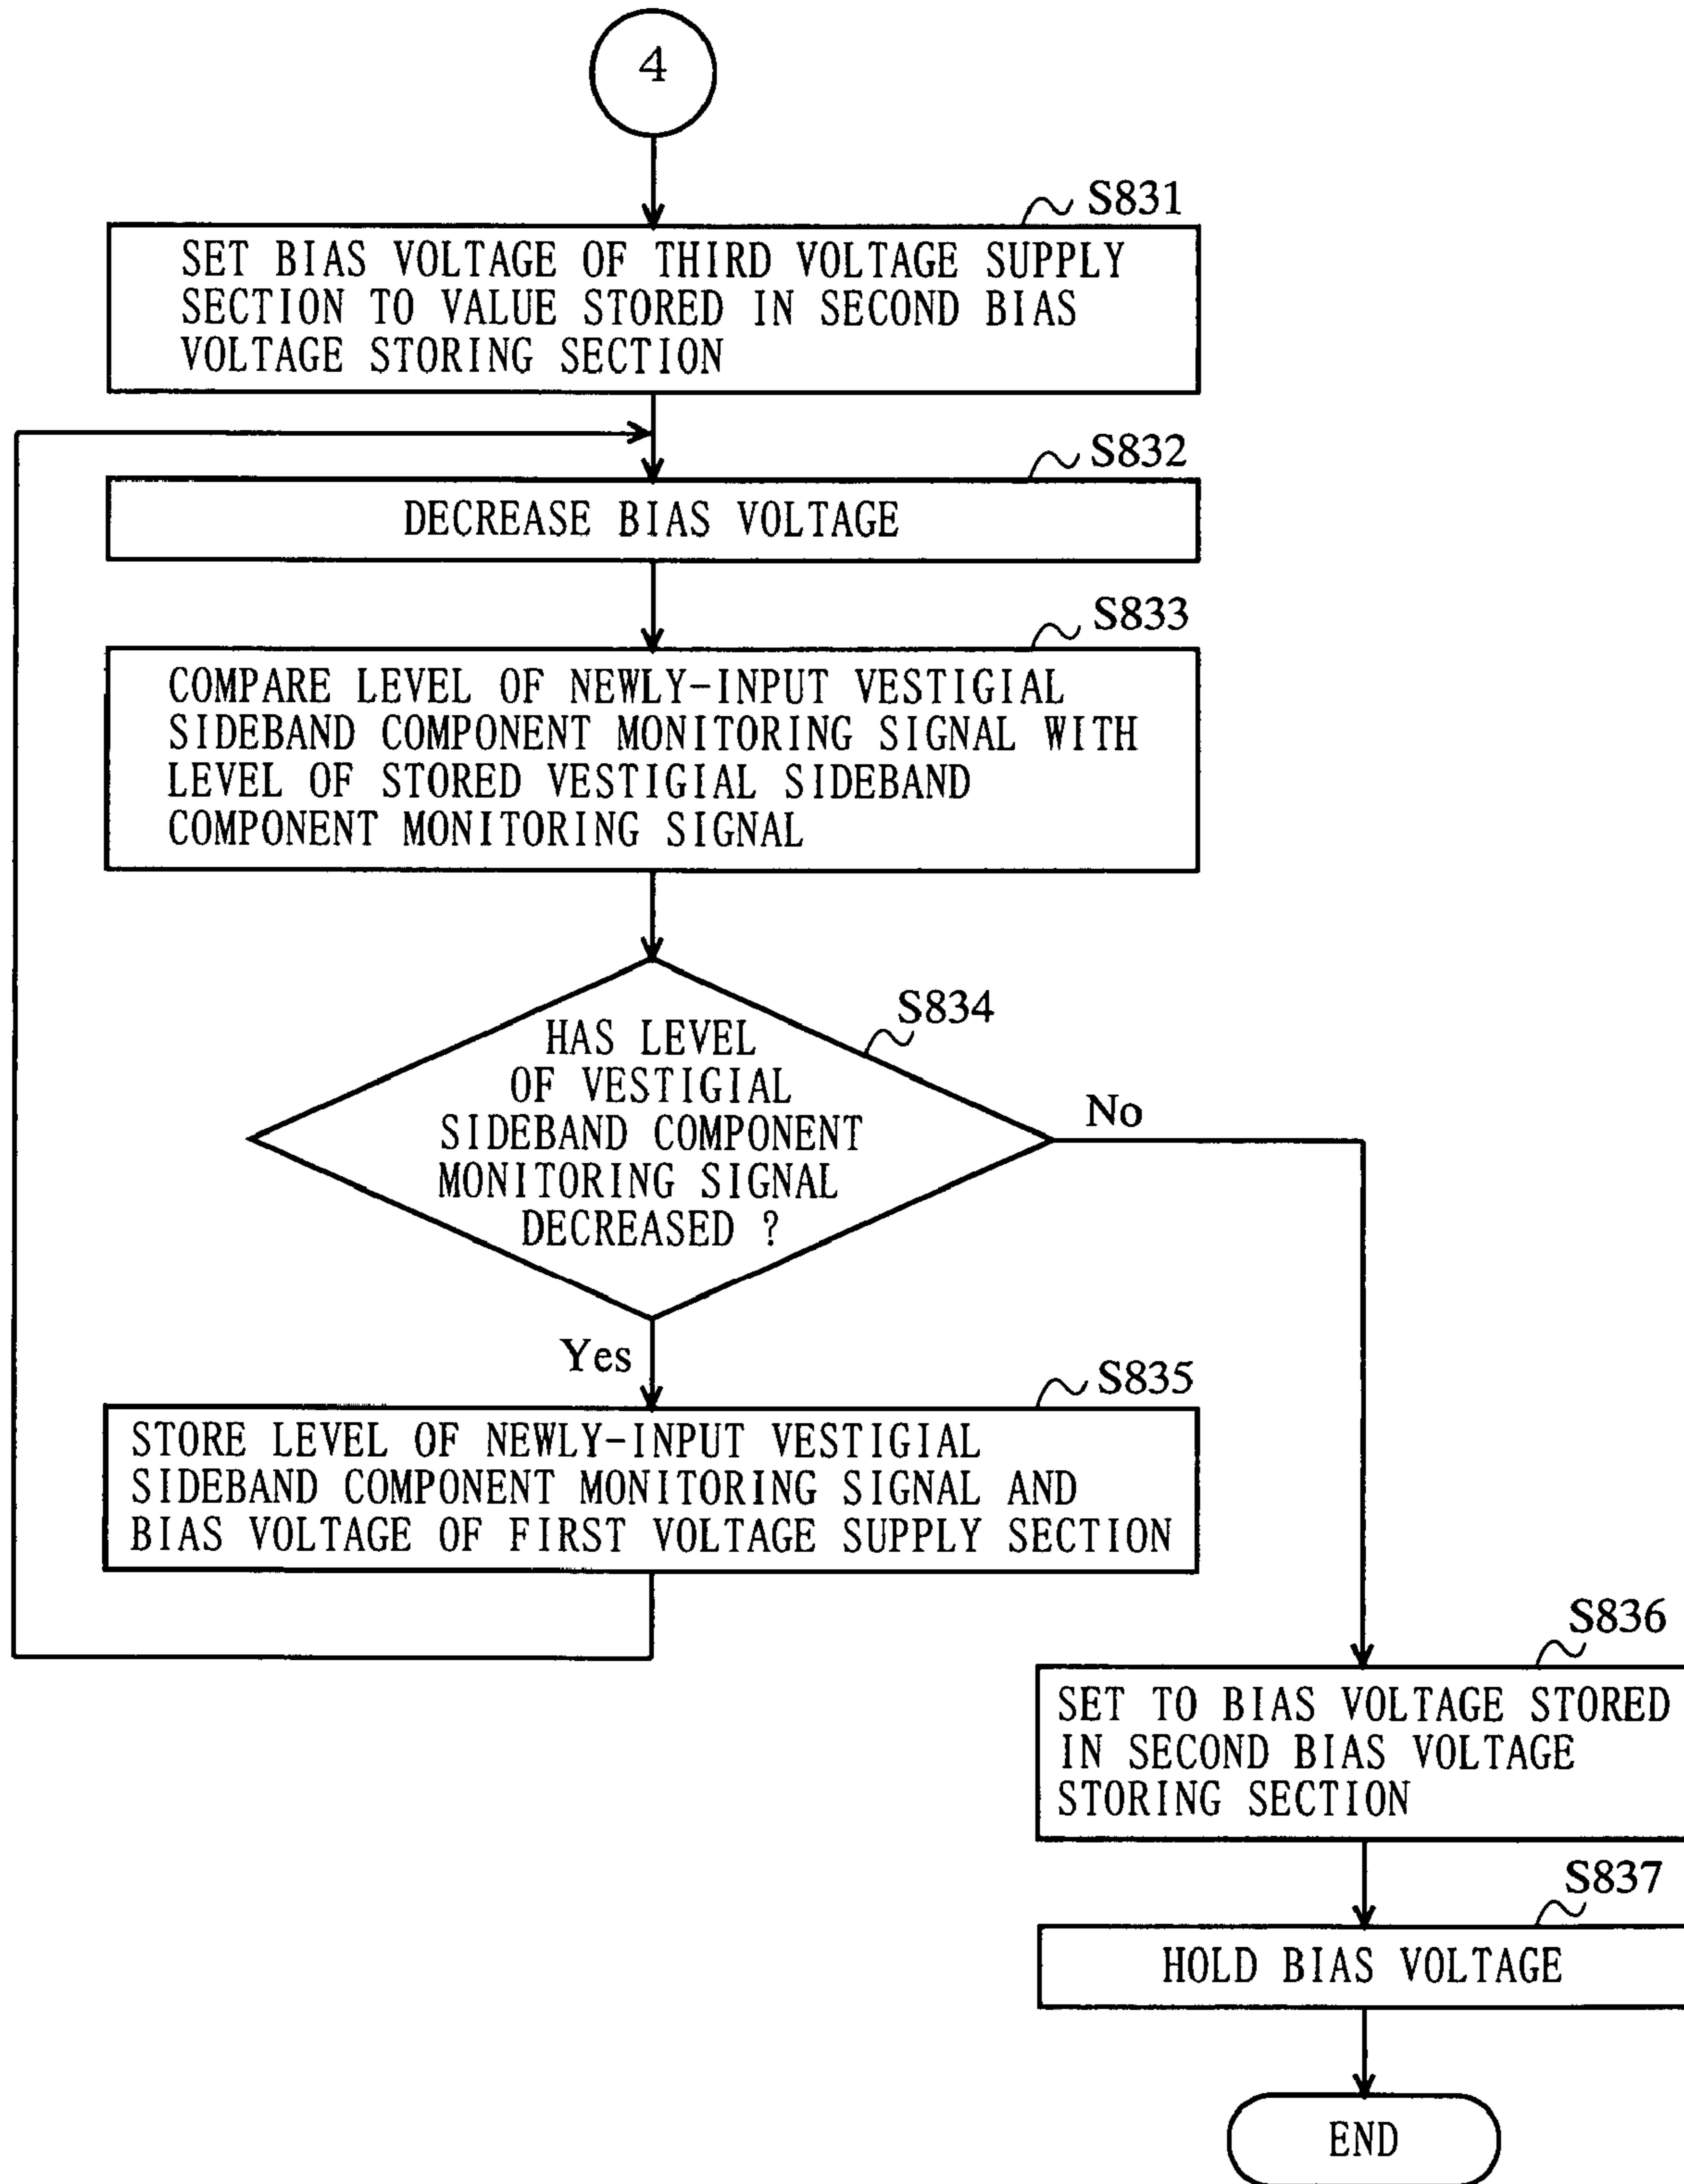 4
S831
SET BIAS VOLTAGE OF THIRD VOLTAGE SUPPLY
SECTION TO VALUE STORED IN SECOND BIAS
VOLTAGE STORING SECTION
S832
DECREASE BIAS VOLTAGE
S833
COMPARE LEVEL OF NEWLY-INPUT VESTIGIAL
SIDEBAND COMPONENT MONITORING SIGNAL WITH
LEVEL OF STORED VESTIGIAL SIDEBAND
COMPONENT MONITORING SIGNAL
S834
HAS LEVEL
OF VESTIGIAL
SIDEBAND COMPONENT
MONITORING SIGNAL
DECREASED ?
No
Yes
S835
STORE LEVEL OF NEWLY-INPUT VESTIGIAL
SIDEBAND COMPONENT MONITORING SIGNAL AND
BIAS VOLTAGE OF FIRST VOLTAGE SUPPLY SECTION
S836
SET TO BIAS VOLTAGE STORED
IN SECOND BIAS VOLTAGE
STORING SECTION
S837
HOLD BIAS VOLTAGE
END